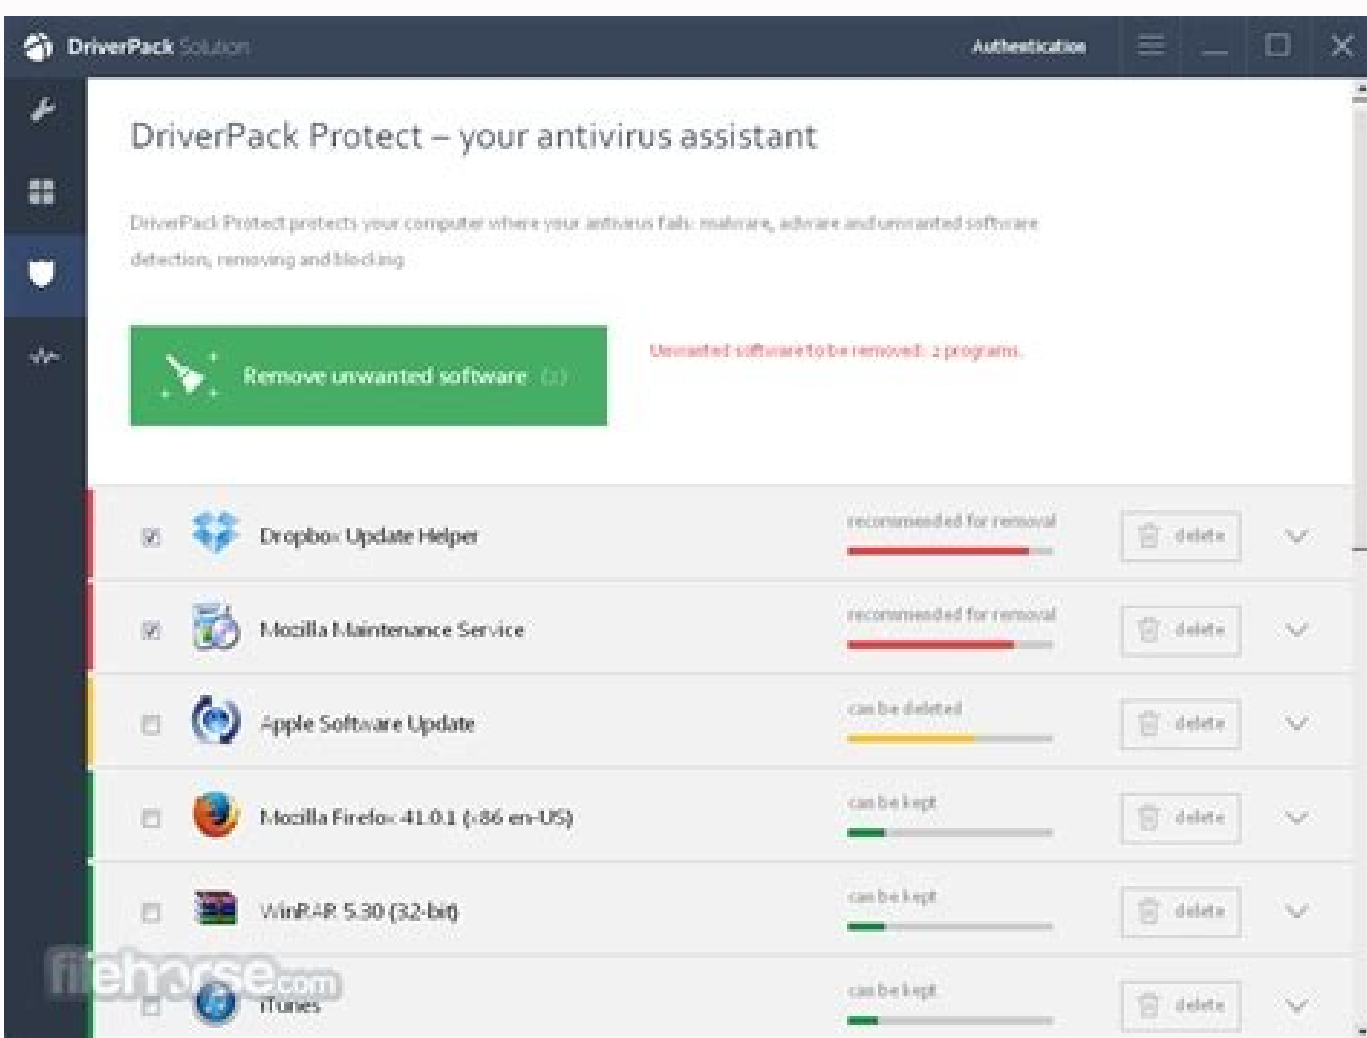 DriverPack Solution
Authentication
DriverPack Protect – your antivirus assistant
DriverPack Protect protects your computer where your antivirus fails: malware, adware and unwanted software
detection, removing and blocking
Remove unwanted software (2)
Unwanted software to be removed: 2 programs.
Dropbox Update Helper
recommended for removal
delete
Mozilla Maintenance Service
recommended for removal
delete
Apple Software Update
can be deleted
delete
Mozilla Firefox 41.0.1 (x86 en-US)
can be kept
delete
WinRAR 5.30 (32-bit)
can be kept
delete
iTunes
can be kept
delete
filehorse.com